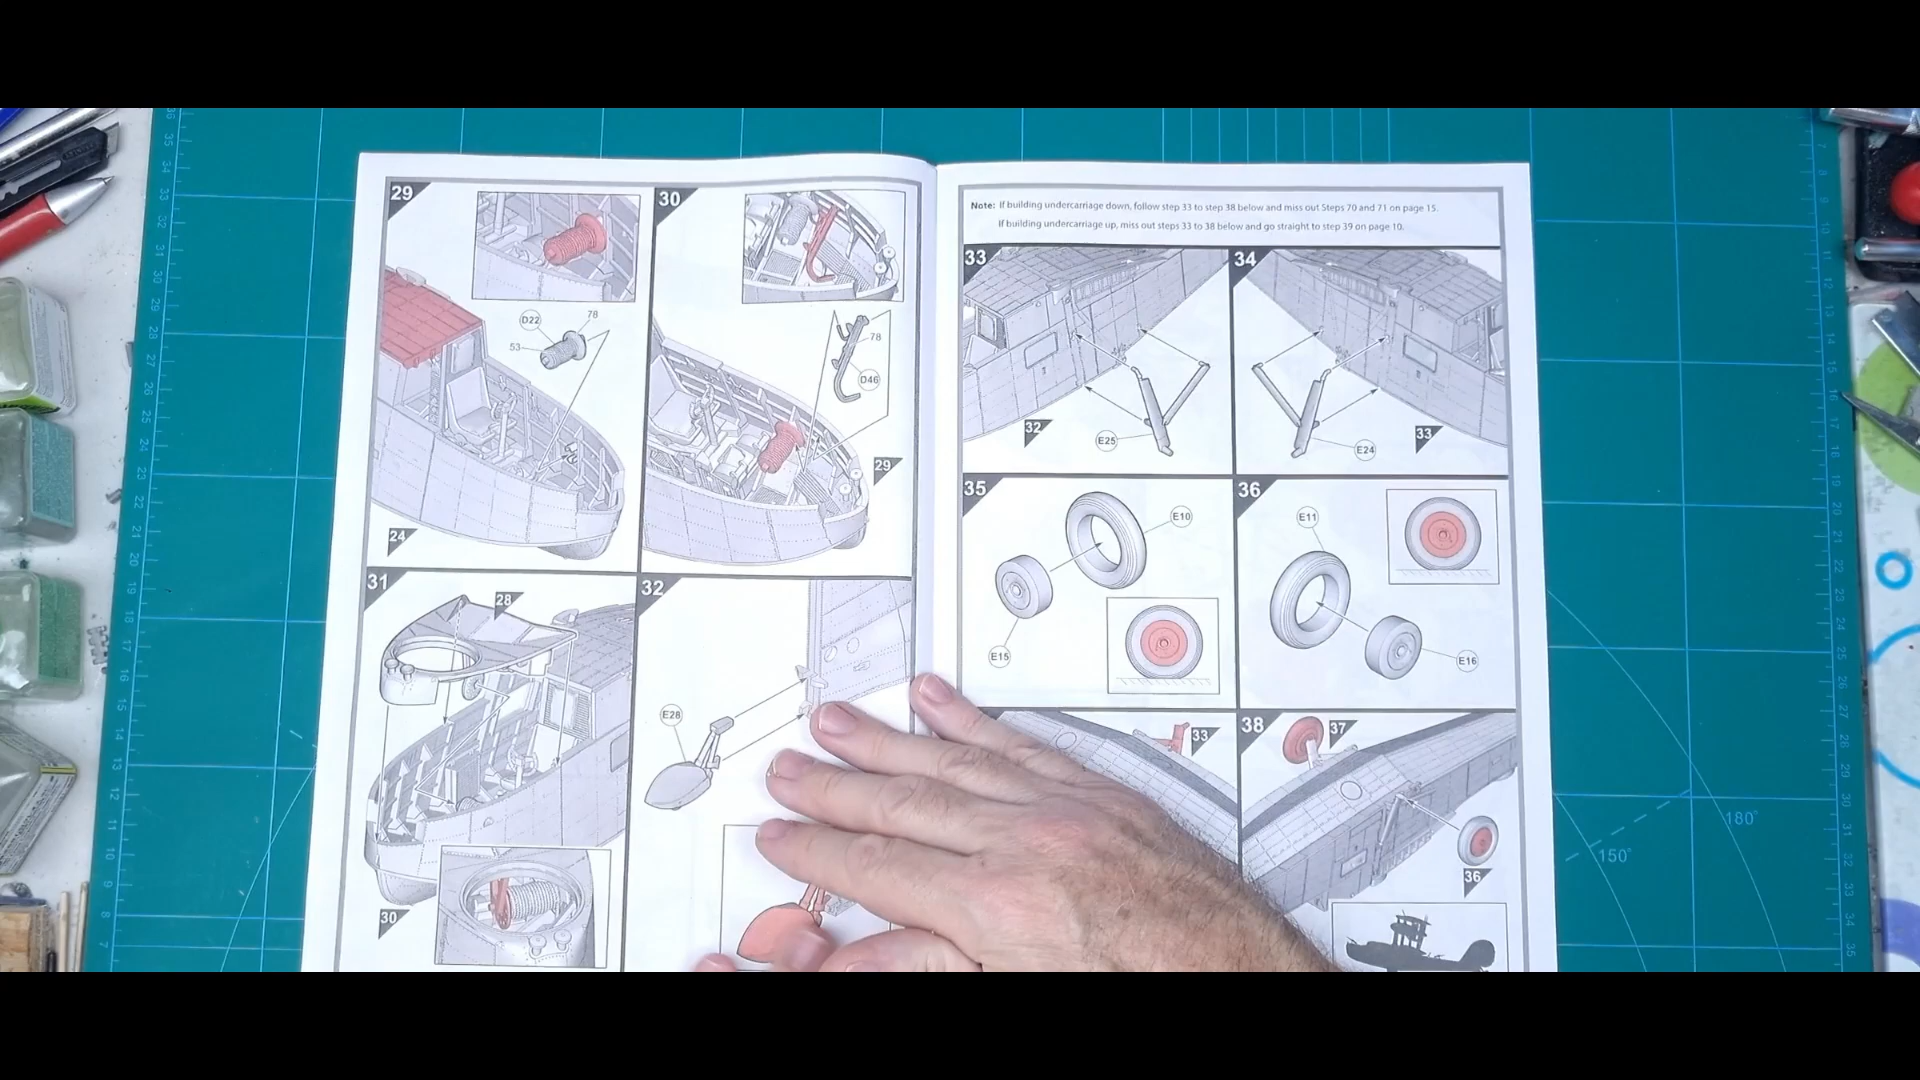 29
D22
78
53
24
30
78
D46
29
31
28
30
32
E28
Note: If building undercarriage down, follow step 33 to step 38 below and miss out Steps 70 and 71 on page 15.
If building undercarriage up, miss out steps 33 to 38 below and go straight to step 39 on page 10.
33
32
E25
34
E24
33
35
E10
E15
36
E11
E16
33
38
37
36
180°
150°